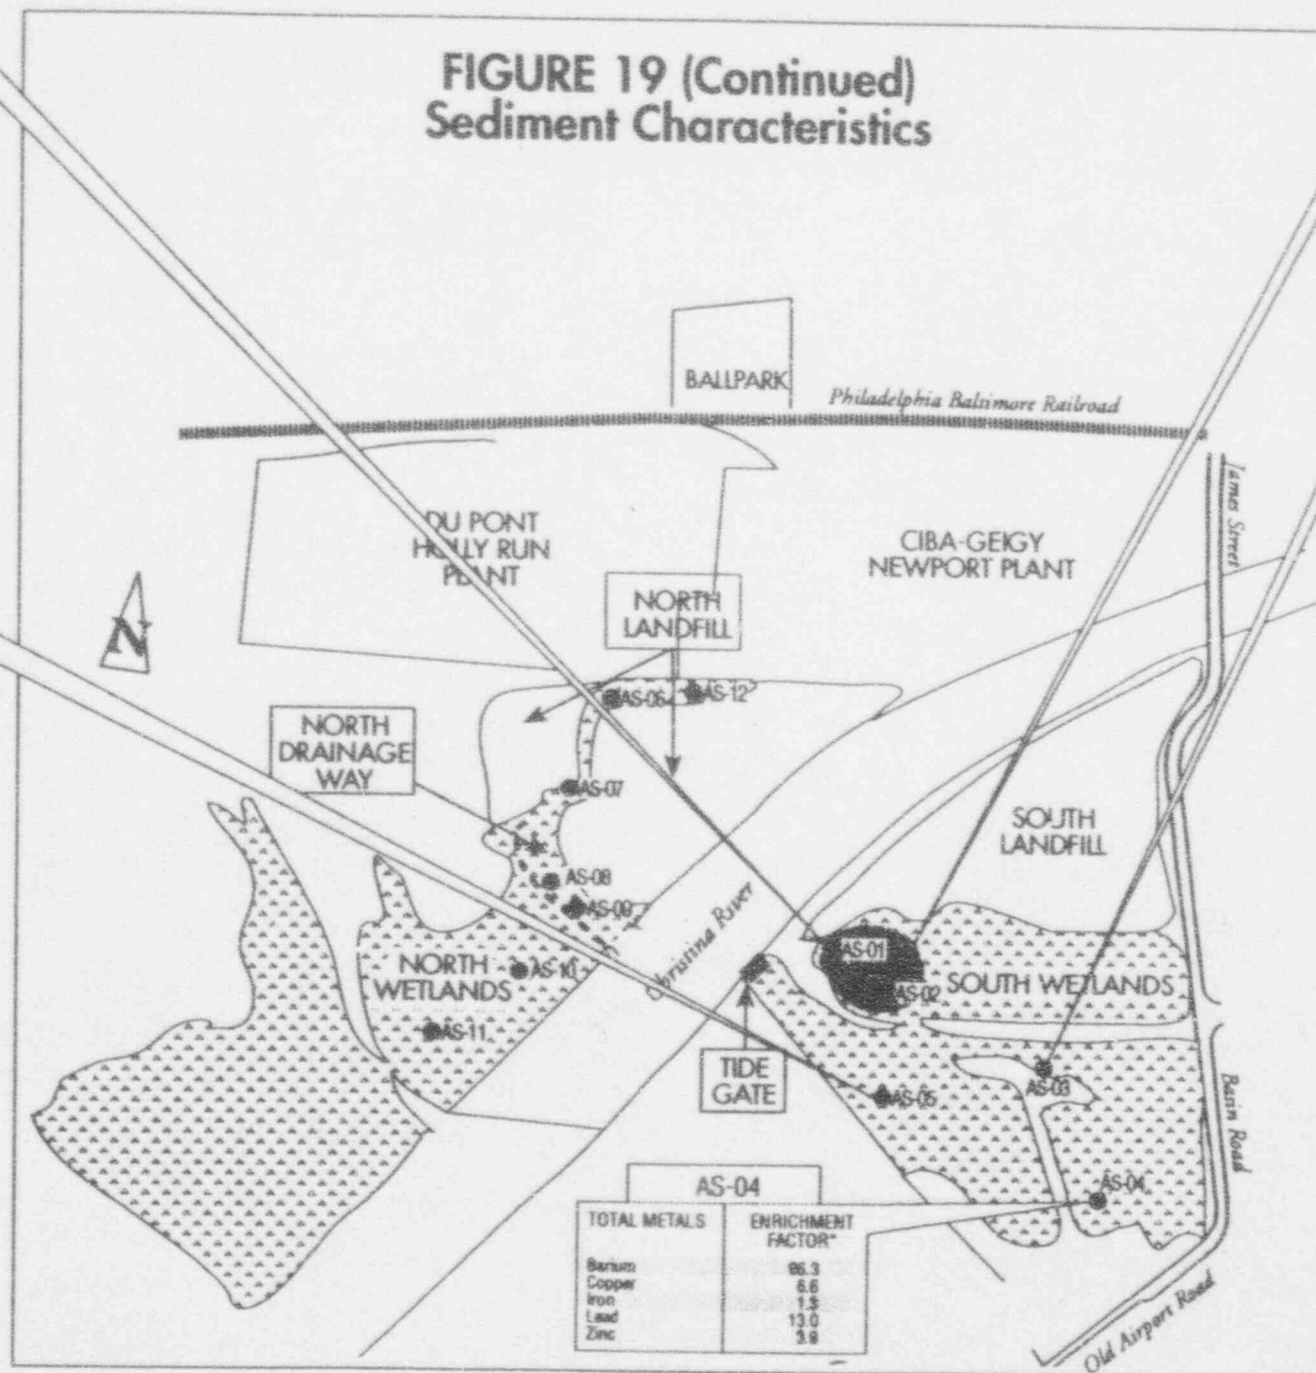 FIGURE 19 (Continued)
Sediment Characteristics
BALLPARK
Philadelphia Baltimore Railroad
James Street
DU PONT
HOLLY RUN
PLANT
CIBA-GEIGY
NEWPORT PLANT
N
NORTH
LANDFILL
AS-06
AS-12
NORTH
DRAINAGE
WAY
AS-07
SOUTH
LANDFILL
AS-08
AS-09
Christina River
AS-01
NORTH
WETLANDS
AS-10
AS-02
SOUTH WETLANDS
AS-11
TIDE
GATE
AS-05
AS-03
Basin Road
AS-04
AS-04
TOTAL METALS
ENRICHMENT
FACTOR*
Barium
Copper 6.6
Iron 1.3
Lead 13.0
Zinc
Old Airport Road